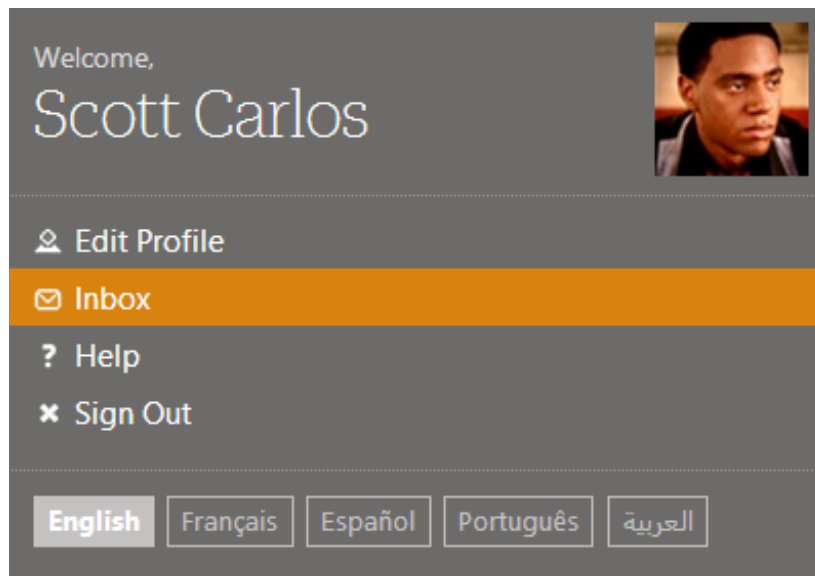 Welcome,
Scott Carlos
Edit Profile
Inbox
? Help
Sign Out
English Français Español Português العربية